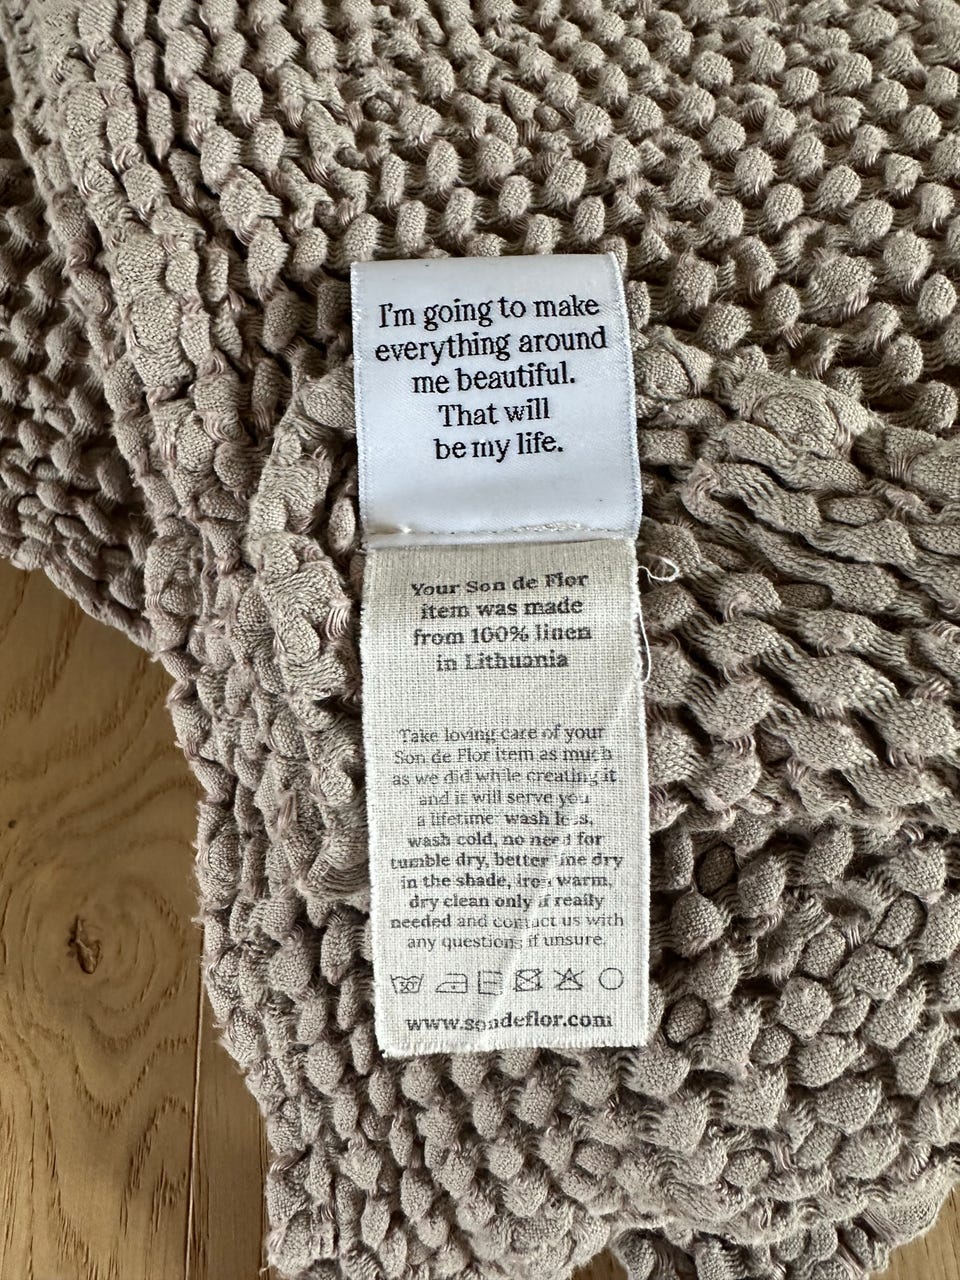 I'm going to make
everything around
me beautiful.
That will
be my life.
Your Son de Flor
item was made
from 100% linen
in Lithuania
Take loving care of your
Son de Flor item as much
as we did while creating it
and it will serve you
a lifetime: wash less,
wash cold, no need for
tumble dry, better line dry
in the shade, iron warm,
dry clean only if really
needed and contact us with
any questions if unsure.
30
www.sondeflor.com